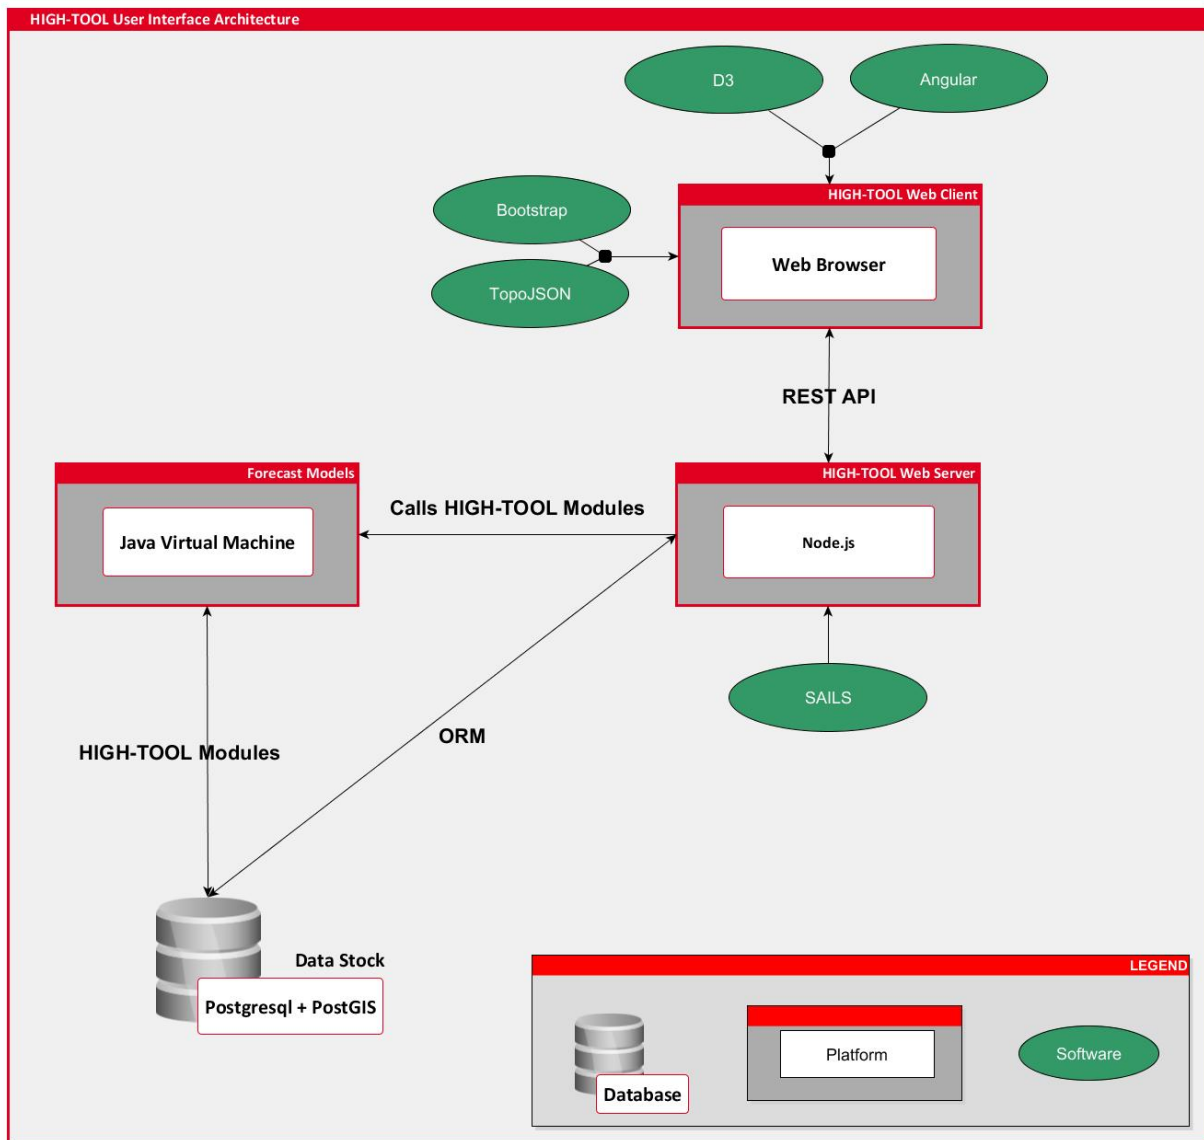 HIGH-TOOL User Interface Architecture
D3
Angular
HIGH-TOOL Web Client
Bootstrap
Web Browser
TopoJSON
REST API
Forecast Models
HIGH-TOOL Web Server
Calls HIGH-TOOL Modules
Java Virtual Machine
Node.js
SAILS
ORM
HIGH-TOOL Modules
Data Stock
Postgresql + PostGIS
LEGEND
Platform
Software
Database